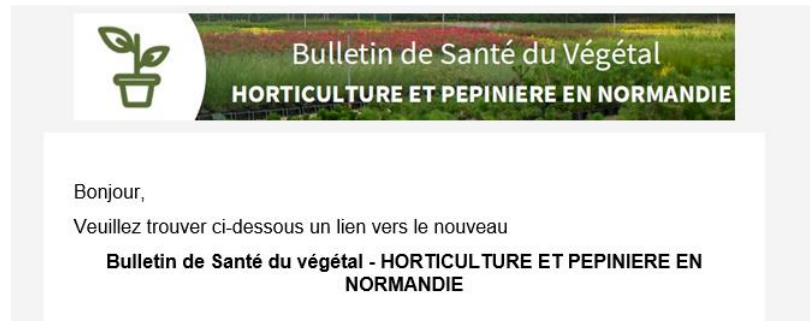 Bulletin de Santé du Végétal
HORTICULTURE ET PEPINIERE EN NORMANDIE
Bonjour,
Veuillez trouver ci-dessous un lien vers le nouveau
Bulletin de Santé du végétal - HORTICULTURE ET PEPINIERE EN
NORMANDIE